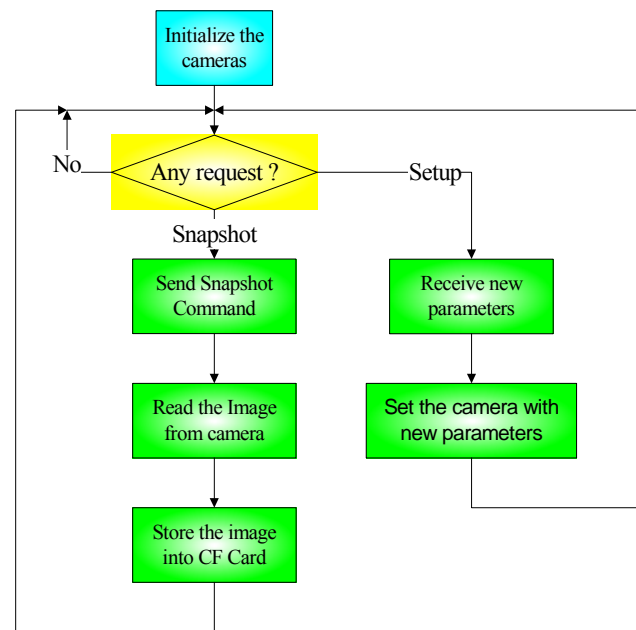 Initialize the
cameras
Any request ?
No
Setup
Snapshot
Send Snapshot
Command
Receive new
parameters
Read the Image
from camera
Set the camera with
new parameters
Store the image
into CF Card